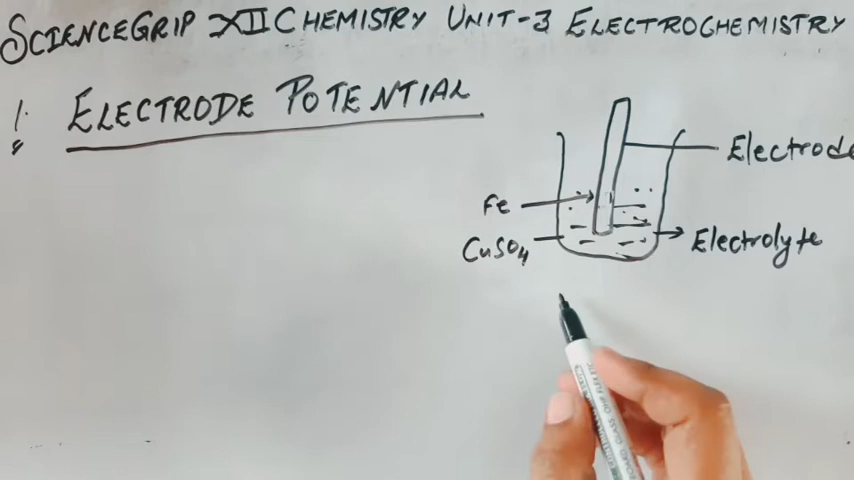 SCIENCEGRIP XII CHEMISTRY UNIT-3 ELECTROCHEMISTRY
1. ELECTRODE POTENTIAL
Electrode
Fe
CuSO4
Electrolyte